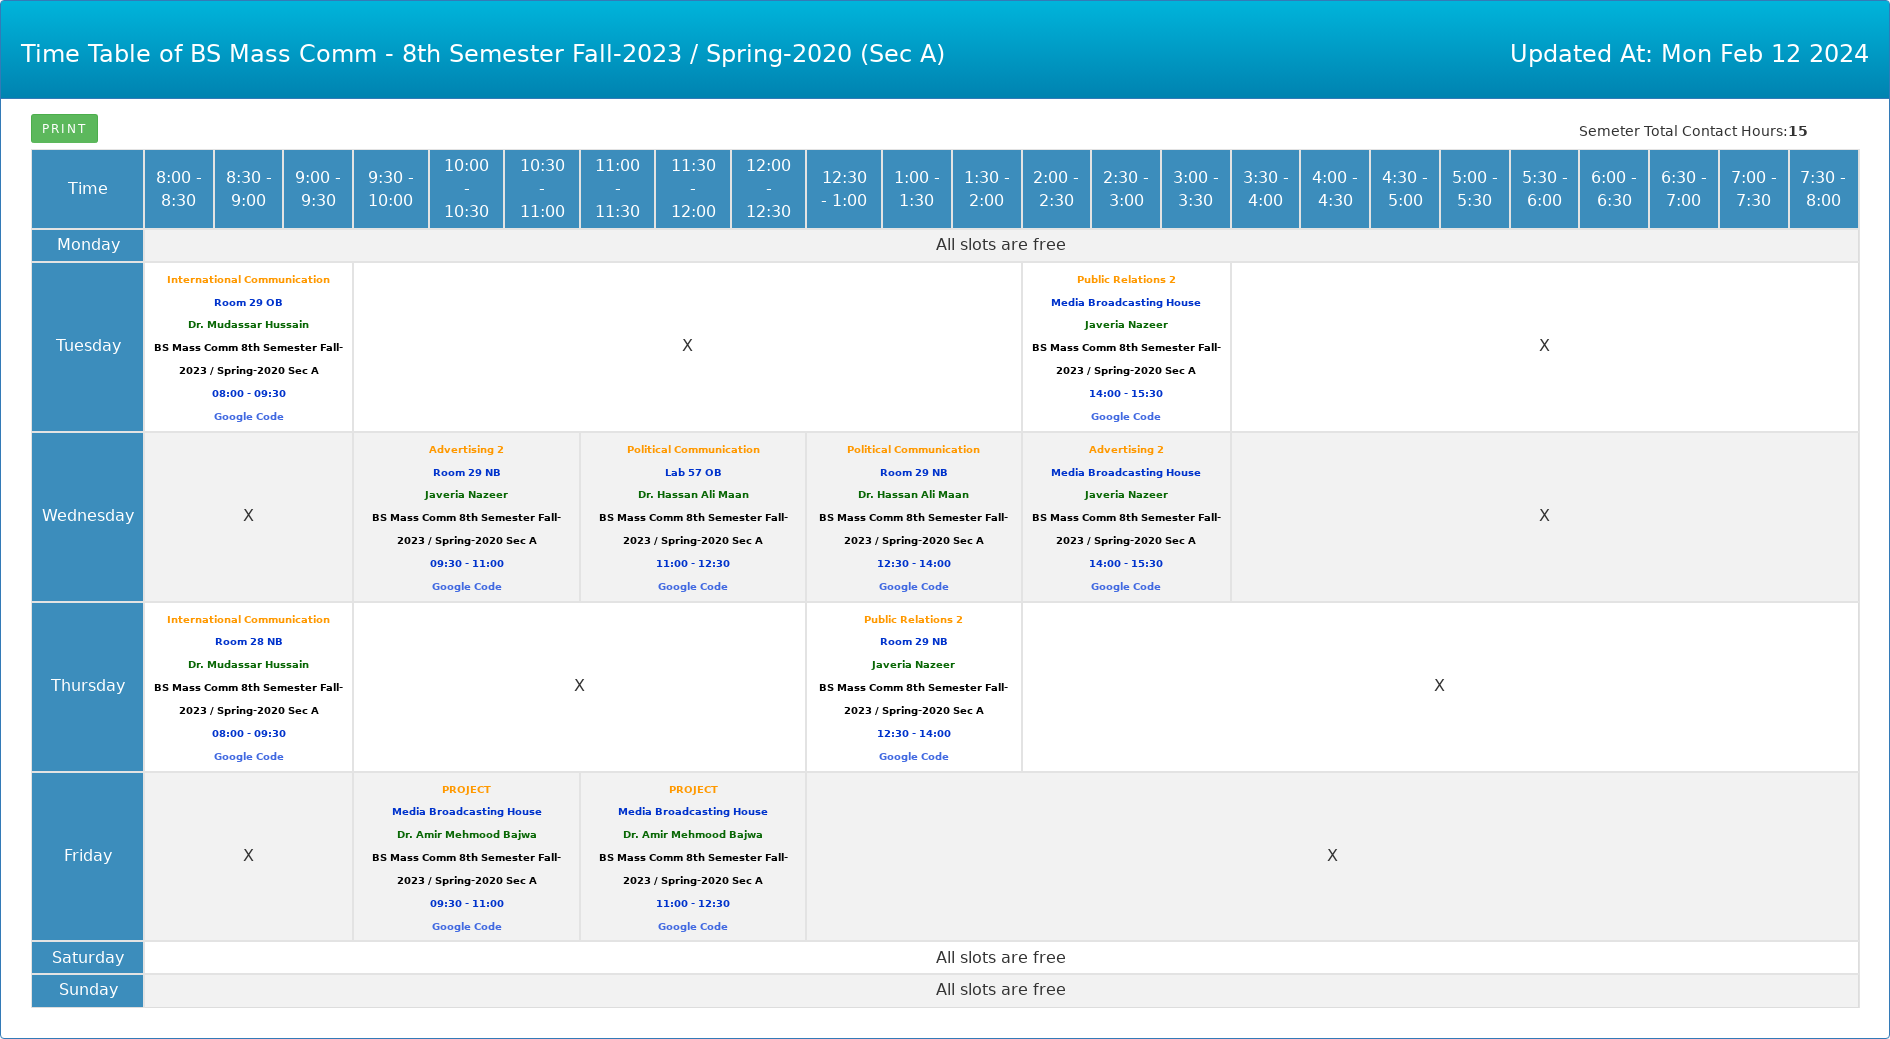 Time Table of BS Mass Comm - 8th Semester Fall-2023 / Spring-2020 (Sec A)
Updated At: Mon Feb 12 2024
PRINT
Semeter Total Contact Hours:15
Time
8:00 -
8:30
8:30 -
9:00
9:00 -
9:30
9:30 -
10:00
10:00
-
10:30
10:30
-
11:00
11:00
-
11:30
11:30
-
12:00
12:00
-
12:30
12:30
- 1:00
1:00 -
1:30
1:30 -
2:00
2:00 -
2:30
2:30 -
3:00
3:00 -
3:30
3:30 -
4:00
4:00 -
4:30
4:30 -
5:00
5:00 -
5:30
5:30 -
6:00
6:00 -
6:30
6:30 -
7:00
7:00 -
7:30
7:30 -
8:00
Monday
All slots are free
Tuesday
International Communication
Room 29 OB
Dr. Mudassar Hussain
BS Mass Comm 8th Semester Fall-
2023 / Spring-2020 Sec A
08:00 - 09:30
Google Code
X
Public Relations 2
Media Broadcasting House
Javeria Nazeer
BS Mass Comm 8th Semester Fall-
2023 / Spring-2020 Sec A
14:00 - 15:30
Google Code
X
Wednesday
X
Advertising 2
Room 29 NB
Javeria Nazeer
BS Mass Comm 8th Semester Fall-
2023 / Spring-2020 Sec A
09:30 - 11:00
Google Code
Political Communication
Lab 57 OB
Dr. Hassan Ali Maan
BS Mass Comm 8th Semester Fall-
2023 / Spring-2020 Sec A
11:00 - 12:30
Google Code
Political Communication
Room 29 NB
Dr. Hassan Ali Maan
BS Mass Comm 8th Semester Fall-
2023 / Spring-2020 Sec A
12:30 - 14:00
Google Code
Advertising 2
Media Broadcasting House
Javeria Nazeer
BS Mass Comm 8th Semester Fall-
2023 / Spring-2020 Sec A
14:00 - 15:30
Google Code
X
Thursday
International Communication
Room 28 NB
Dr. Mudassar Hussain
BS Mass Comm 8th Semester Fall-
2023 / Spring-2020 Sec A
08:00 - 09:30
Google Code
X
Public Relations 2
Room 29 NB
Javeria Nazeer
BS Mass Comm 8th Semester Fall-
2023 / Spring-2020 Sec A
12:30 - 14:00
Google Code
X
Friday
X
PROJECT
Media Broadcasting House
Dr. Amir Mehmood Bajwa
BS Mass Comm 8th Semester Fall-
2023 / Spring-2020 Sec A
09:30 - 11:00
Google Code
PROJECT
Media Broadcasting House
Dr. Amir Mehmood Bajwa
BS Mass Comm 8th Semester Fall-
2023 / Spring-2020 Sec A
11:00 - 12:30
Google Code
X
Saturday
All slots are free
Sunday
All slots are free